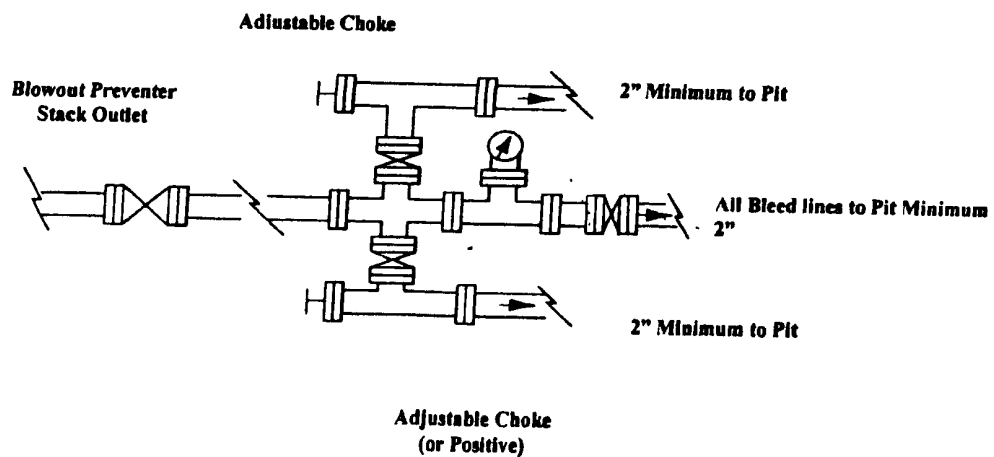 Adjustable Choke
Blowout Preventer
Stack Outlet
2" Minimum to Pit
All Bleed lines to Pit Minimum
2"
2" Minimum to Pit
Adjustable Choke
(or Positive)